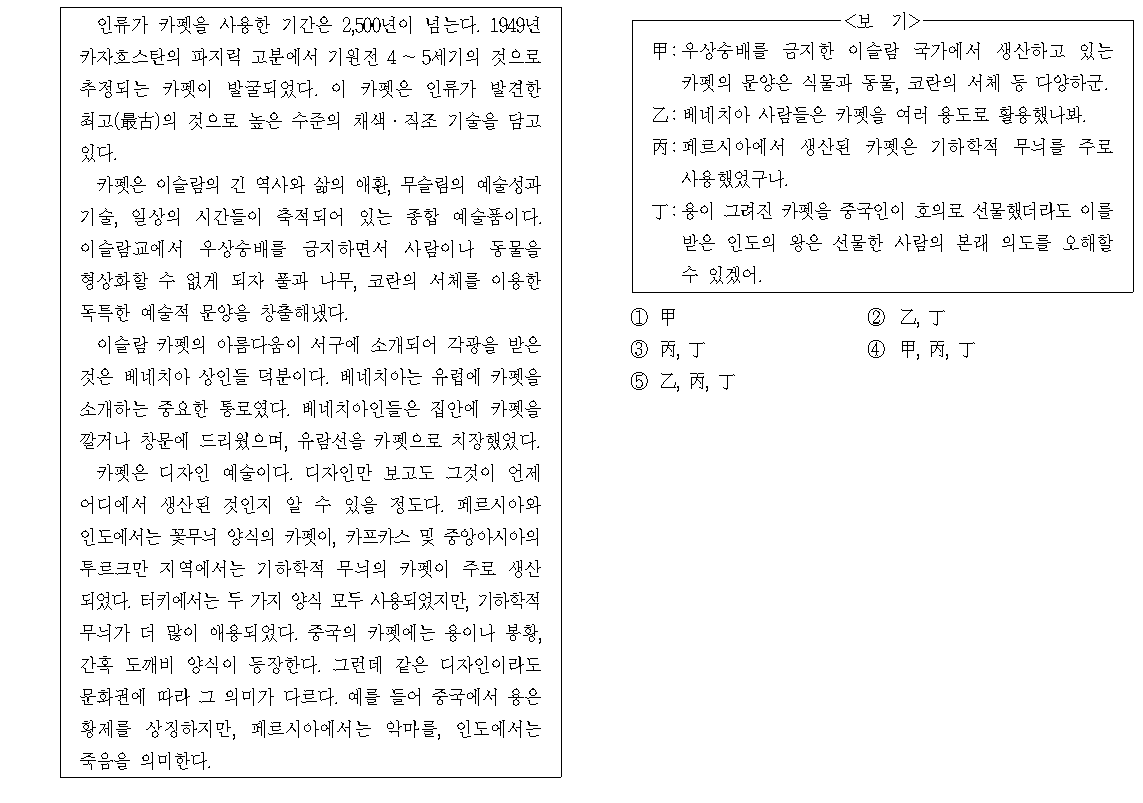 인류가 카펫을 사용한 기간은 2,500년이 넘는다. 1949년
카자흐스탄의 파지릭 고분에서 기원전 4 ~ 5세기의 것으로
추정되는 카펫이 발굴되었다. 이 카펫은 인류가 발견한
최고(最古)의 것으로 높은 수준의 채색·직조 기술을 담고
있다.
카펫은 이슬람의 긴 역사와 삶의 애환, 무슬림의 예술성과
기술, 일상의 시간들이 축적되어 있는 종합 예술품이다.
이슬람교에서 우상숭배를 금지하면서 사람이나 동물을
형상화할 수 없게 되자 풀과 나무, 코란의 서체를 이용한
독특한 예술적 문양을 창출해냈다.
이슬람 카펫의 아름다움이 서구에 소개되어 각광을 받은
것은 베네치아 상인들 덕분이다. 베네치아는 유럽에 카펫을
소개하는 중요한 통로였다. 베네치아인들은 집안에 카펫을
깔거나 창문에 드리웠으며, 유람선을 카펫으로 치장했었다.
카펫은 디자인 예술이다. 디자인만 보고도 그것이 언제
어디에서 생산된 것인지 알 수 있을 정도다. 페르시아와
인도에서는 꽃무늬 양식의 카펫이, 카프카스 및 중앙아시아의
투르크만 지역에서는 기하학적 무늬의 카펫이 주로 생산
되었다. 터키에서는 두 가지 양식 모두 사용되었지만, 기하학적
무늬가 더 많이 애용되었다. 중국의 카펫에는 용이나 봉황,
간혹 도깨비 양식이 등장한다. 그런데 같은 디자인이라도
문화권에 따라 그 의미가 다르다. 예를 들어 중국에서 용은
황제를 상징하지만, 페르시아에서는 악마를, 인도에서는
죽음을 의미한다.
<보 기>
甲: 우상숭배를 금지한 이슬람 국가에서 생산하고 있는
카펫의 문양은 식물과 동물, 코란의 서체 등 다양하군.
乙: 베네치아 사람들은 카펫을 여러 용도로 활용했나봐.
丙: 페르시아에서 생산된 카펫은 기하학적 무늬를 주로
사용했었구나.
丁: 용이 그려진 카펫을 중국인이 호의로 선물했더라도 이를
받은 인도의 왕은 선물한 사람의 본래 의도를 오해할
수 있겠어.
① 甲 ② 乙, 丁
③ 丙, 丁 ④ 甲, 丙, 丁
⑤ 乙, 丙, 丁